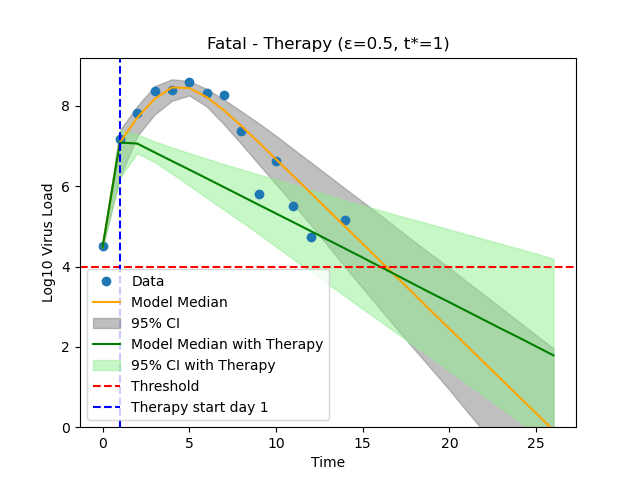 Fatal - Therapy (ε=0.5, t*=1)
Log10 Virus Load
8
6
4
2
0
Data
Model Median
95% CI
Model Median with Therapy
95% CI with Therapy
Threshold
Therapy start day 1
0 5 10 15 20 25
Time